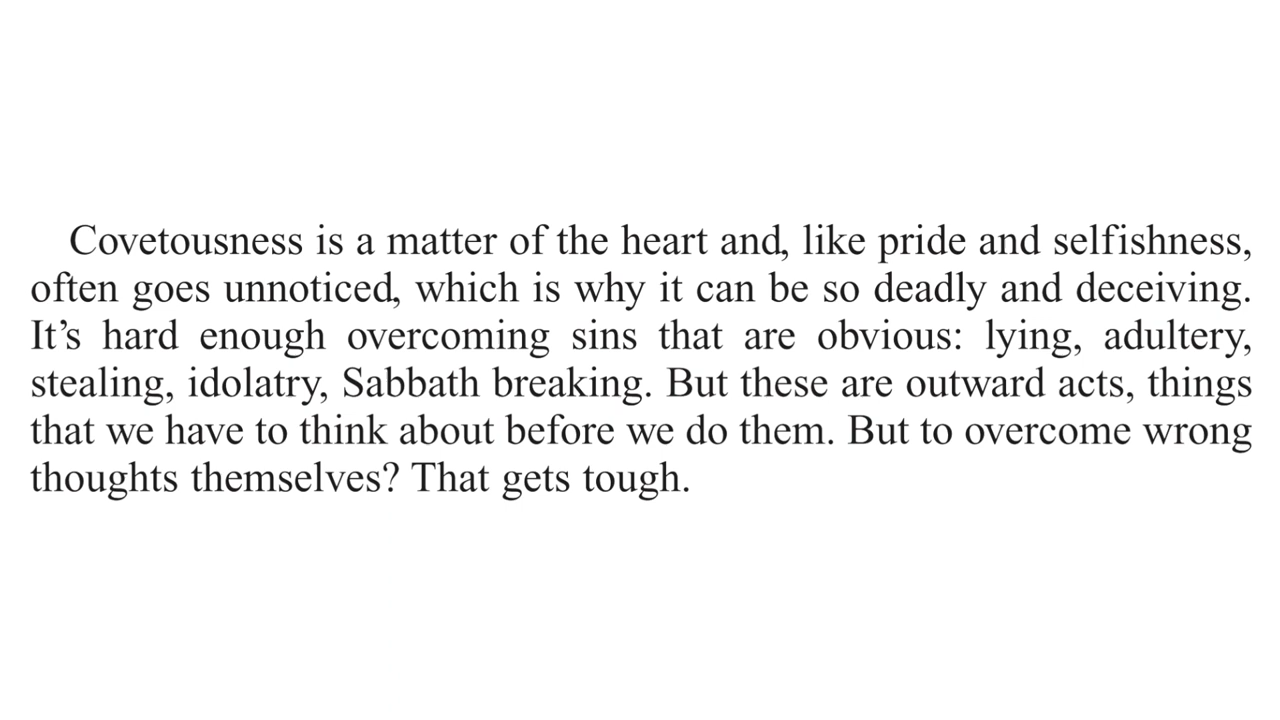 Covetousness is a matter of the heart and, like pride and selfishness,
often goes unnoticed, which is why it can be so deadly and deceiving.
It’s hard enough overcoming sins that are obvious: lying, adultery,
stealing, idolatry, Sabbath breaking. But these are outward acts, things
that we have to think about before we do them. But to overcome wrong
thoughts themselves? That gets tough.